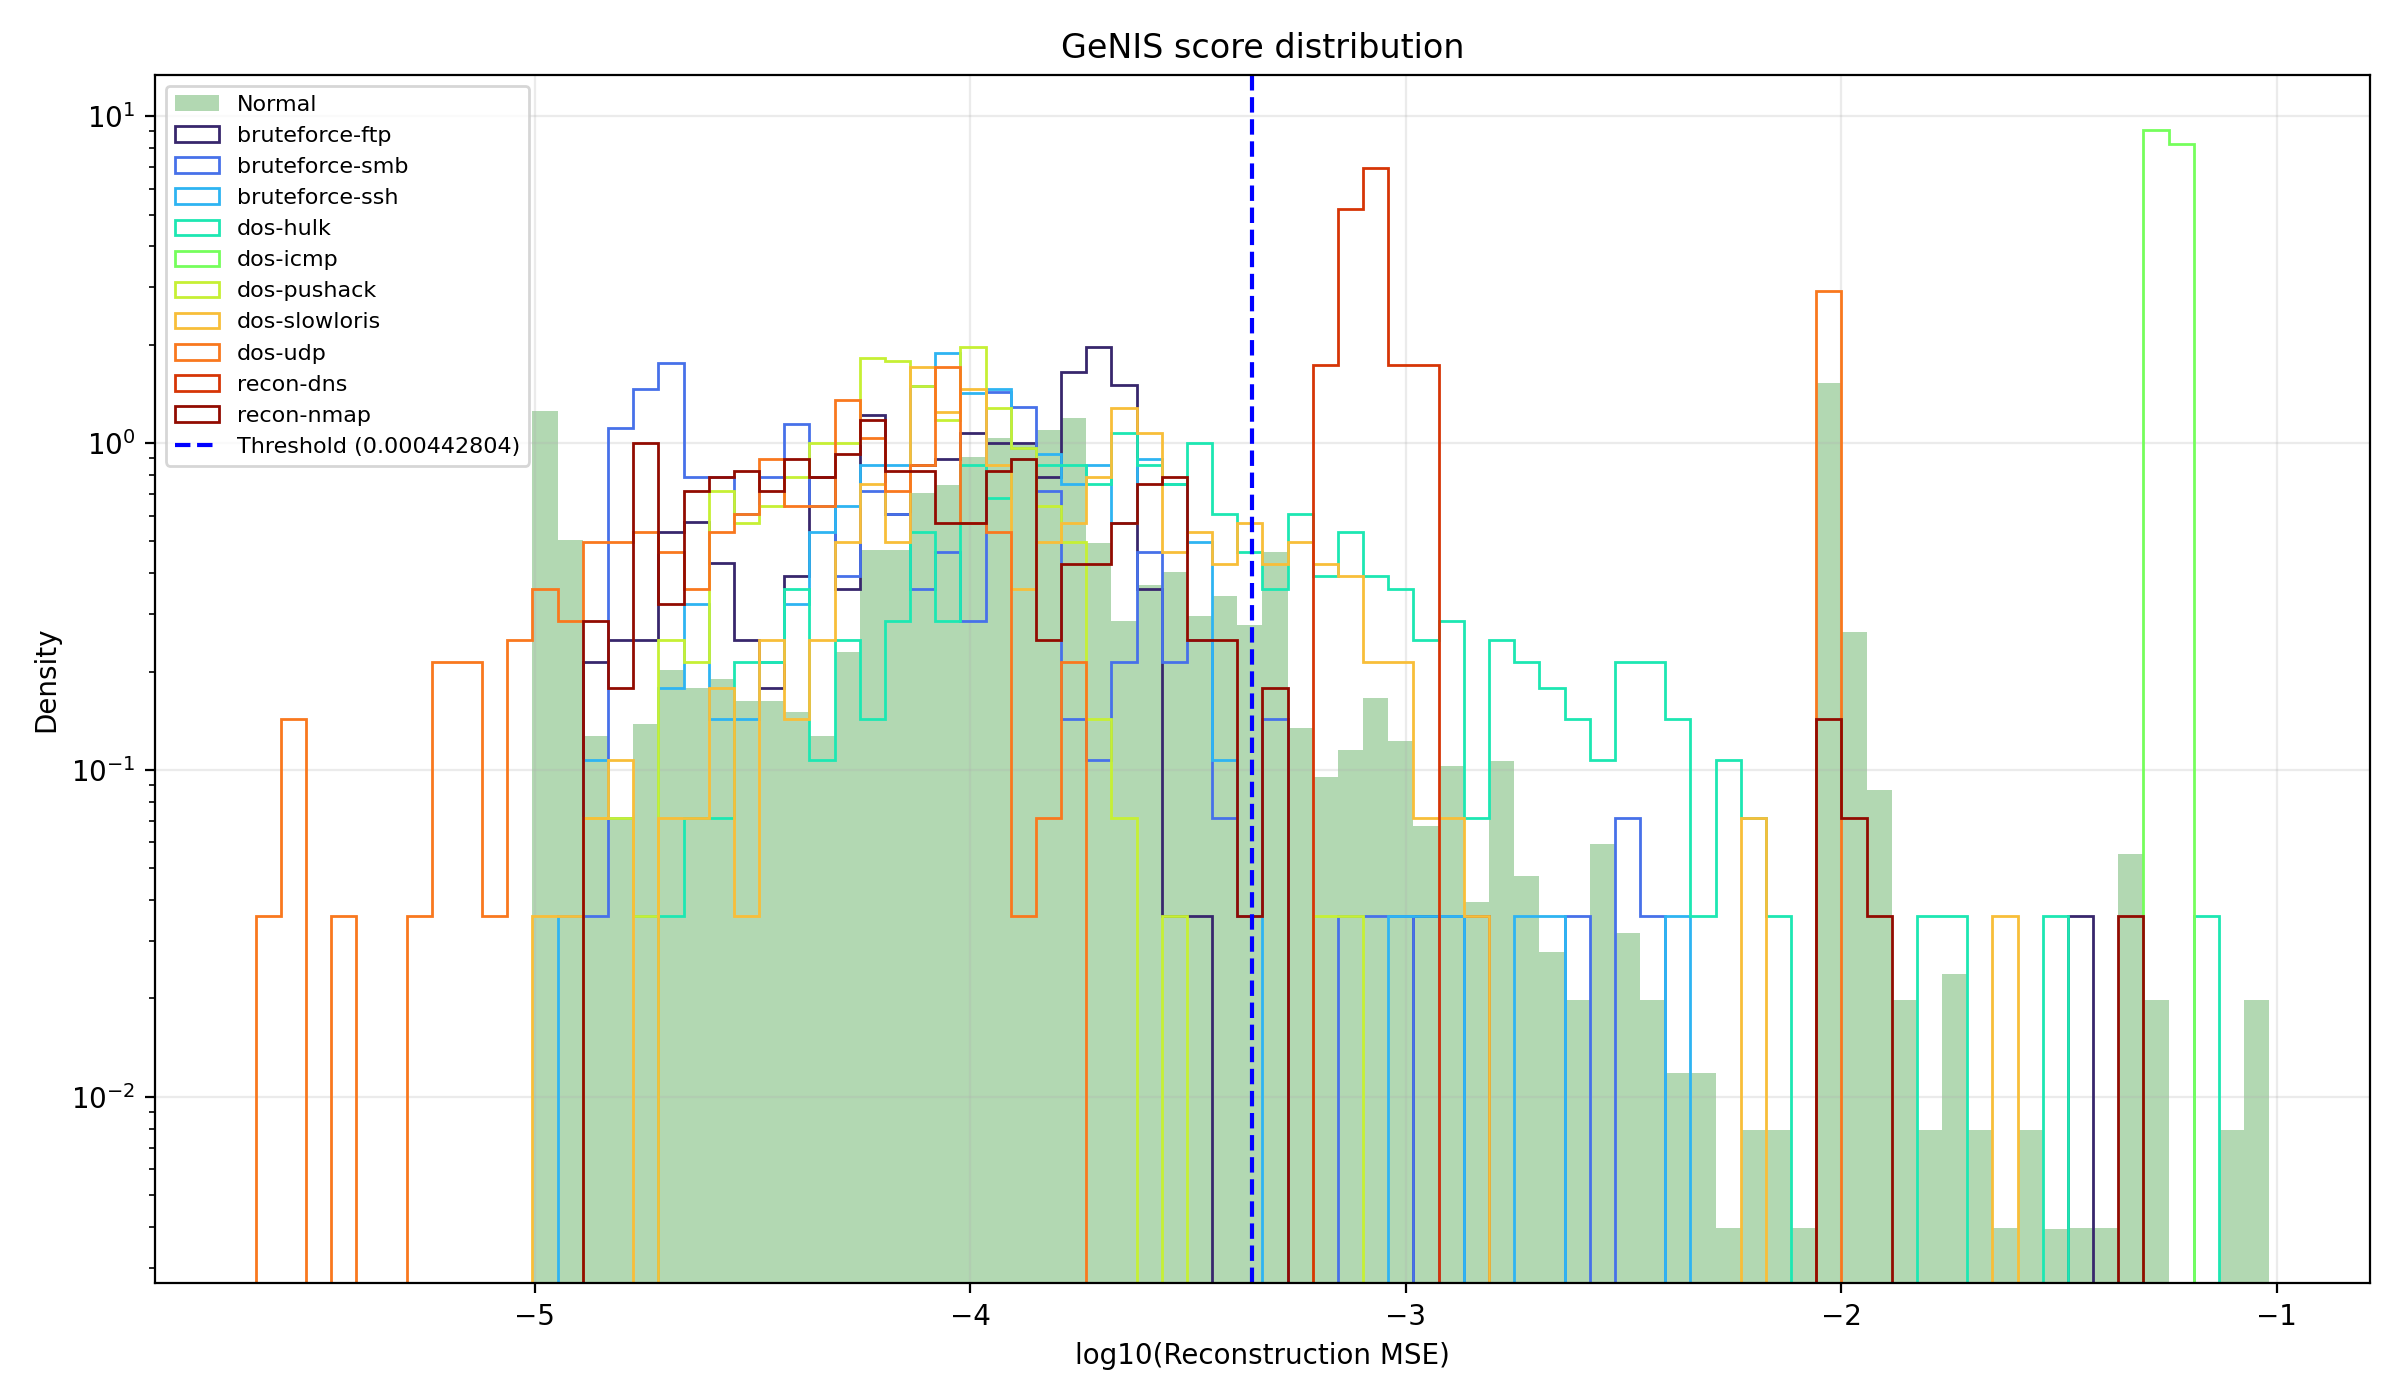 GeNIS score distribution
Normal
bruteforce-ftp
bruteforce-smb
bruteforce-ssh
dos-hulk
dos-icmp
dos-pushack
dos-slowloris
dos-udp
recon-dns
recon-nmap
Threshold (0.000442804)
Density
10¹
10⁰
10⁻¹
10⁻²
−5 −4 −3 −2 −1
log10(Reconstruction MSE)